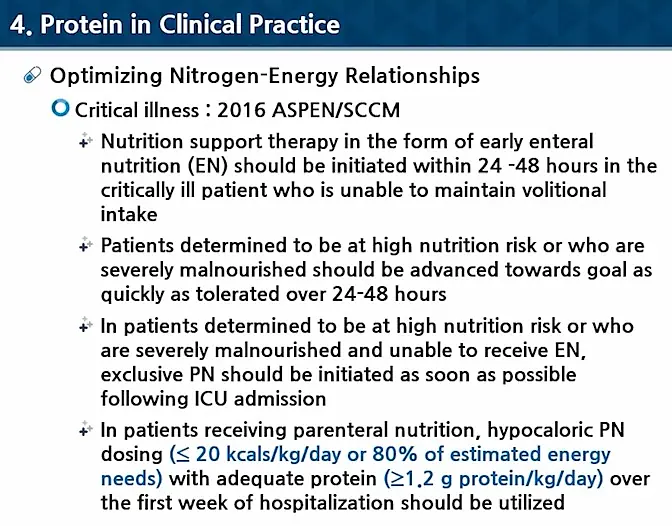 4. Protein in Clinical Practice
Optimizing Nitrogen-Energy Relationships
Critical illness : 2016 ASPEN/SCCM
Nutrition support therapy in the form of early enteral
nutrition (EN) should be initiated within 24 -48 hours in the
critically ill patient who is unable to maintain volitional
intake
Patients determined to be at high nutrition risk or who are
severely malnourished should be advanced towards goal as
quickly as tolerated over 24-48 hours
In patients determined to be at high nutrition risk or who
are severely malnourished and unable to receive EN,
exclusive PN should be initiated as soon as possible
following ICU admission
In patients receiving parenteral nutrition, hypocaloric PN
dosing (≤ 20 kcals/kg/day or 80% of estimated energy
needs) with adequate protein (≥1.2 g protein/kg/day) over
the first week of hospitalization should be utilized